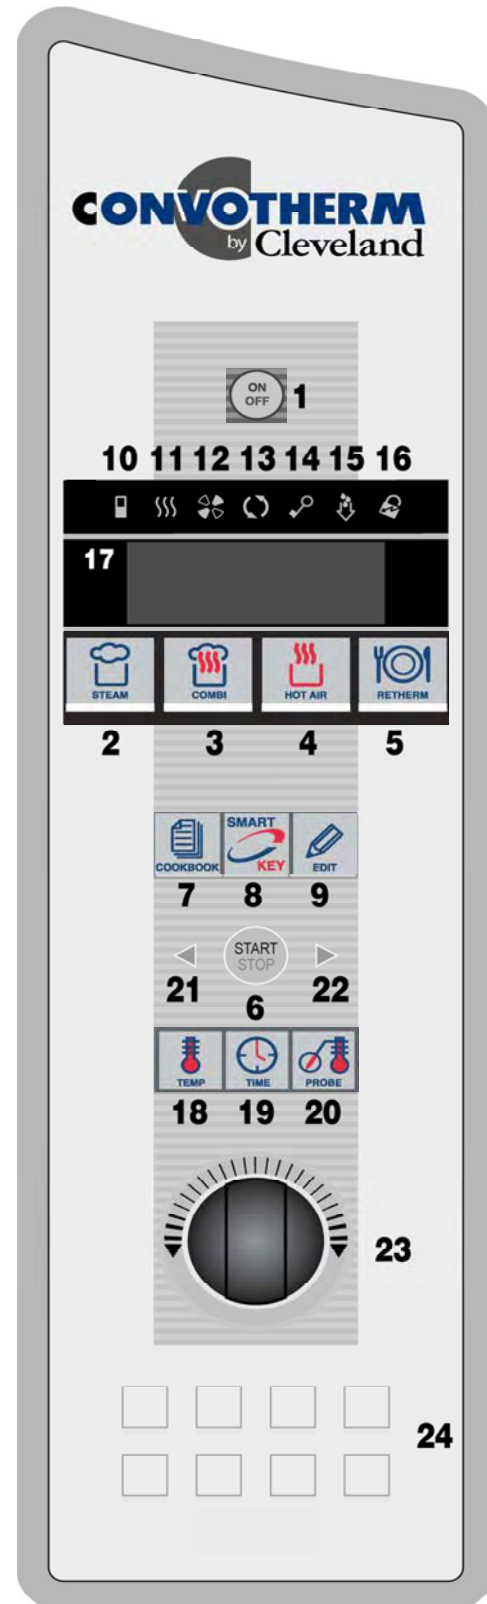 CONVOTHERM
by Cleveland
ON
OFF
1
10 11 12 13 14 15 16
17
STEAM COMBI HOT AIR RETHERM
2 3 4 5
COOKBOOK SMART KEY EDIT
7 8 9
START
STOP
21 6 22
TEMP TIME PROBE
18 19 20
23
24